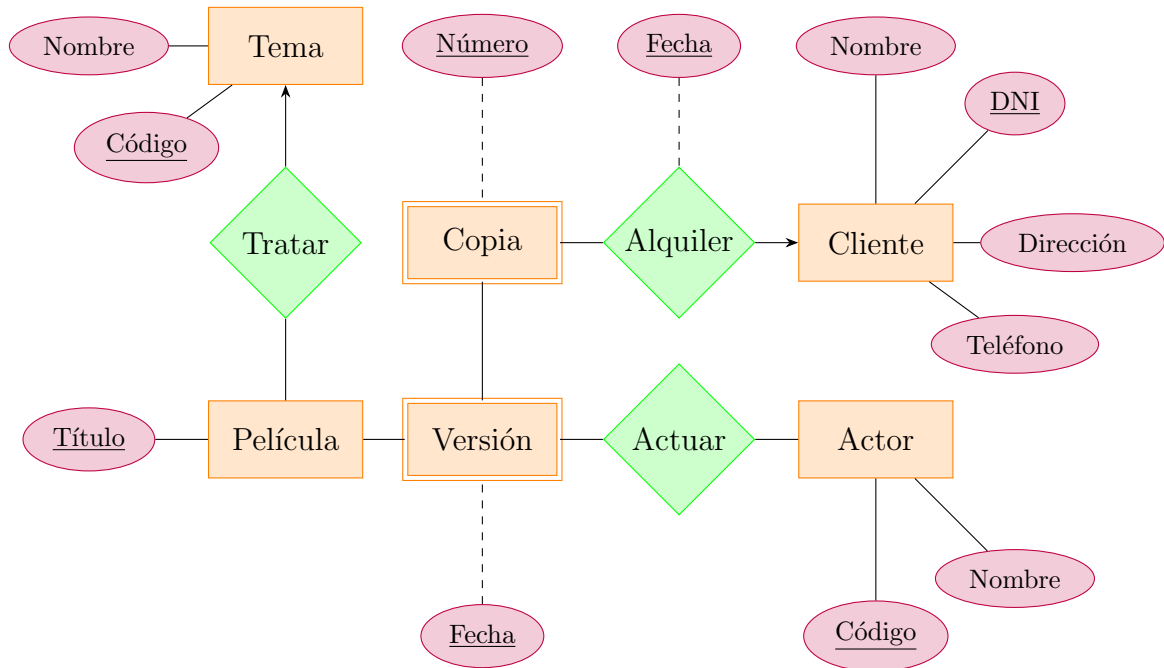 Nombre
Tema
Número
Fecha
Nombre
DNI
Código
Tratar
Copia
Alquiler
Cliente
Dirección
Teléfono
Título
Película
Versión
Actuar
Actor
Nombre
Fecha
Código